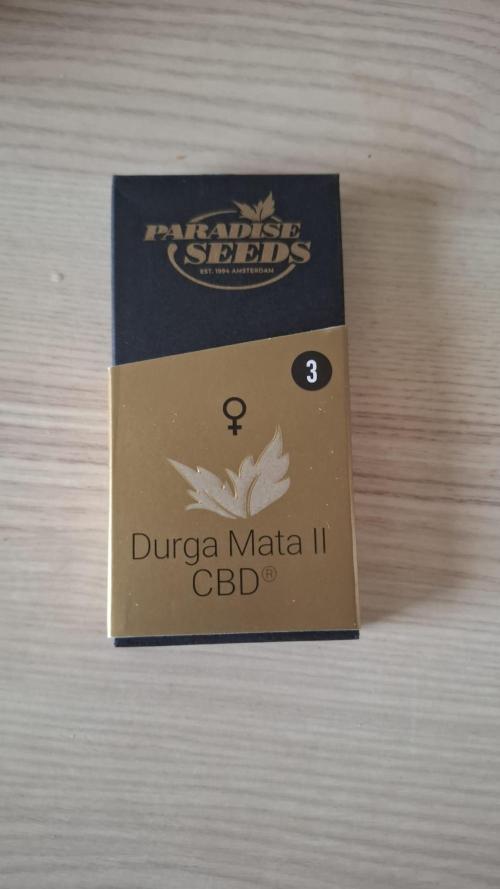 PARADISE
SEEDS
EST. 1994 AMSTERDAM
3
♀
Durga Mata II
CBD®